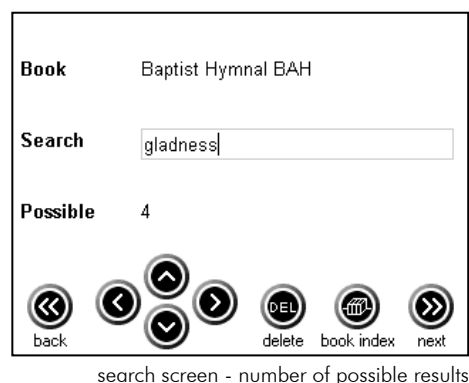 Book Baptist Hymnal BAH
Search gladness
Possible 4
DEL
back delete book index next
search screen - number of possible results